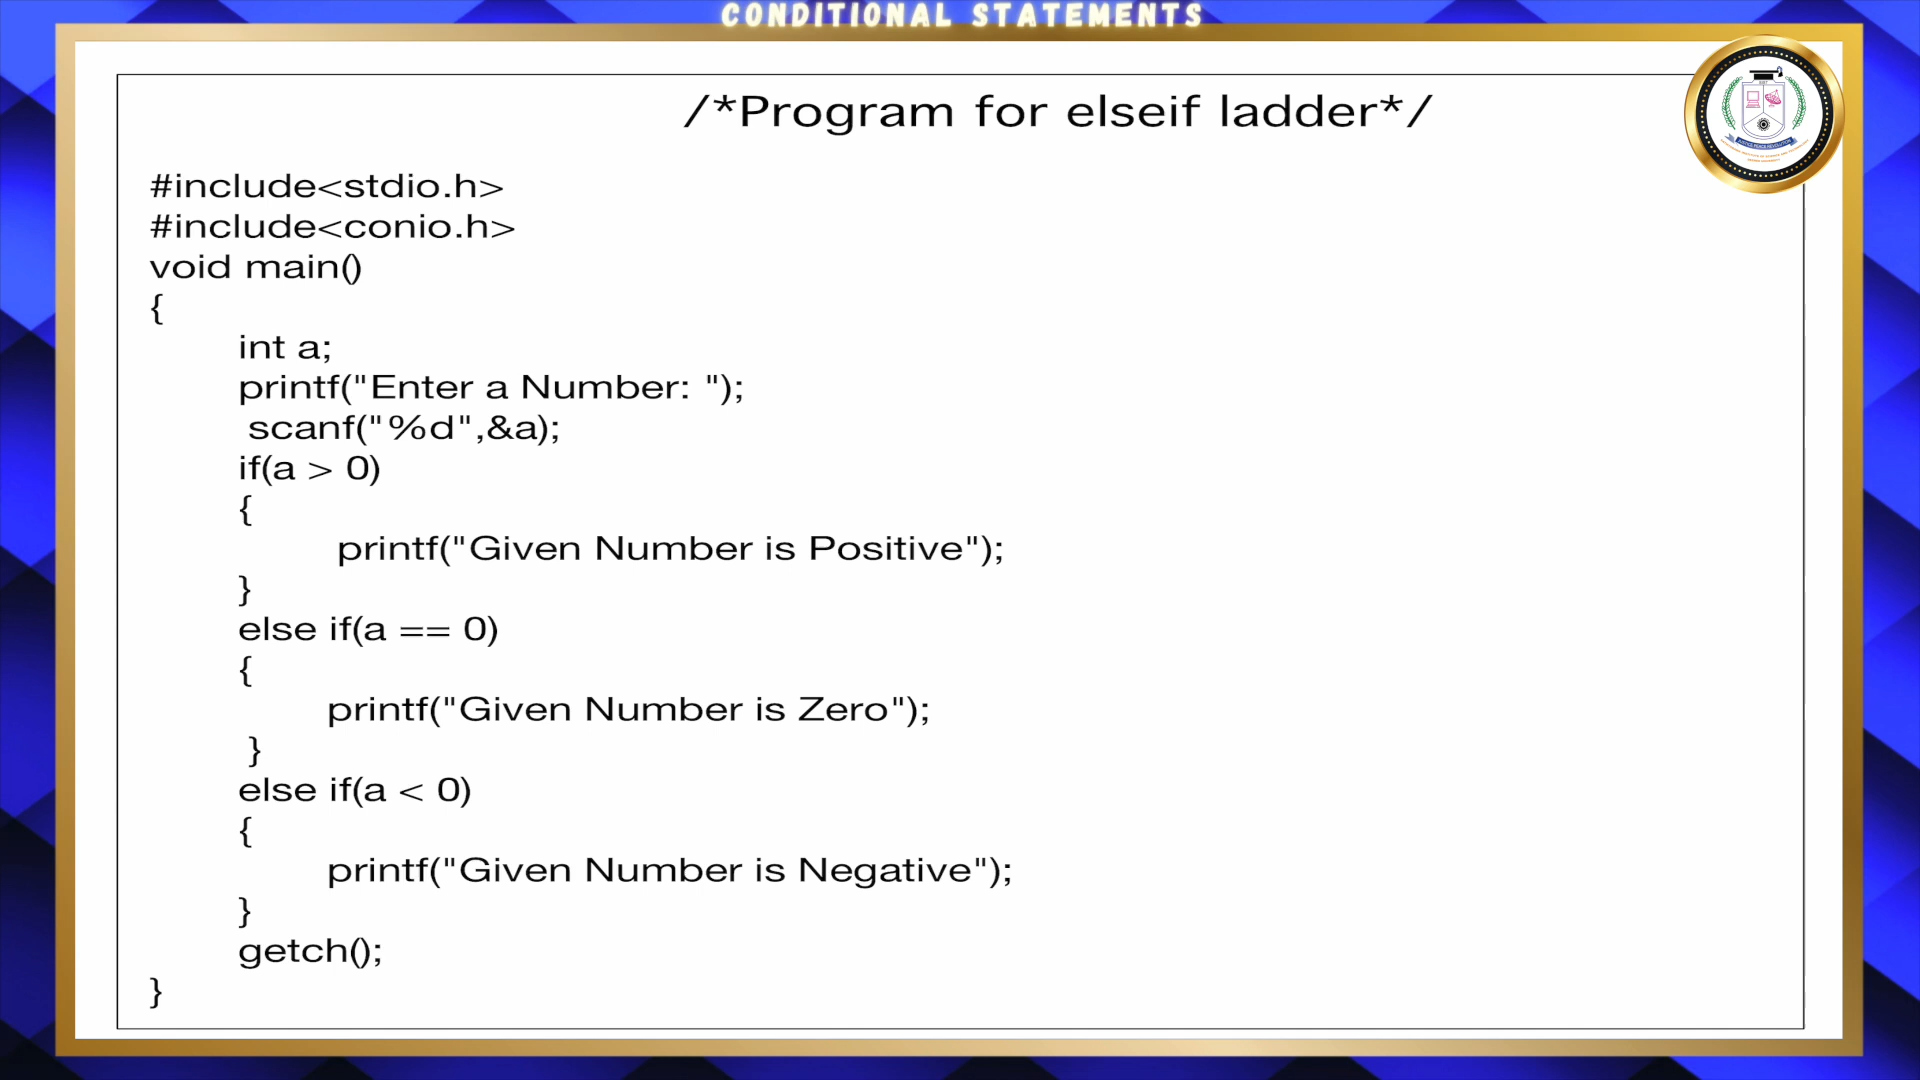 CONDITIONAL STATEMENTS
/*Program for elseif ladder*/
#include<stdio.h>
#include<conio.h>
void main()
{
int a;
printf("Enter a Number: ");
scanf("%d",&a);
if(a > 0)
{
printf("Given Number is Positive");
}
else if(a == 0)
{
printf("Given Number is Zero");
}
else if(a < 0)
{
printf("Given Number is Negative");
}
getch();
}